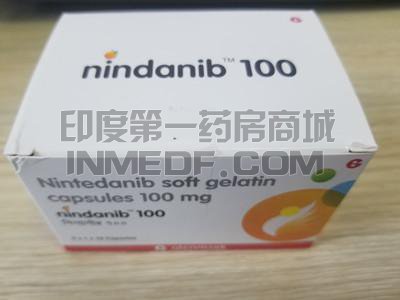 nindanib™ 100
印度第一药房商城
INMEDF.COM
Nintedanib soft gelatin
capsules 100 mg
nindanib™ 100